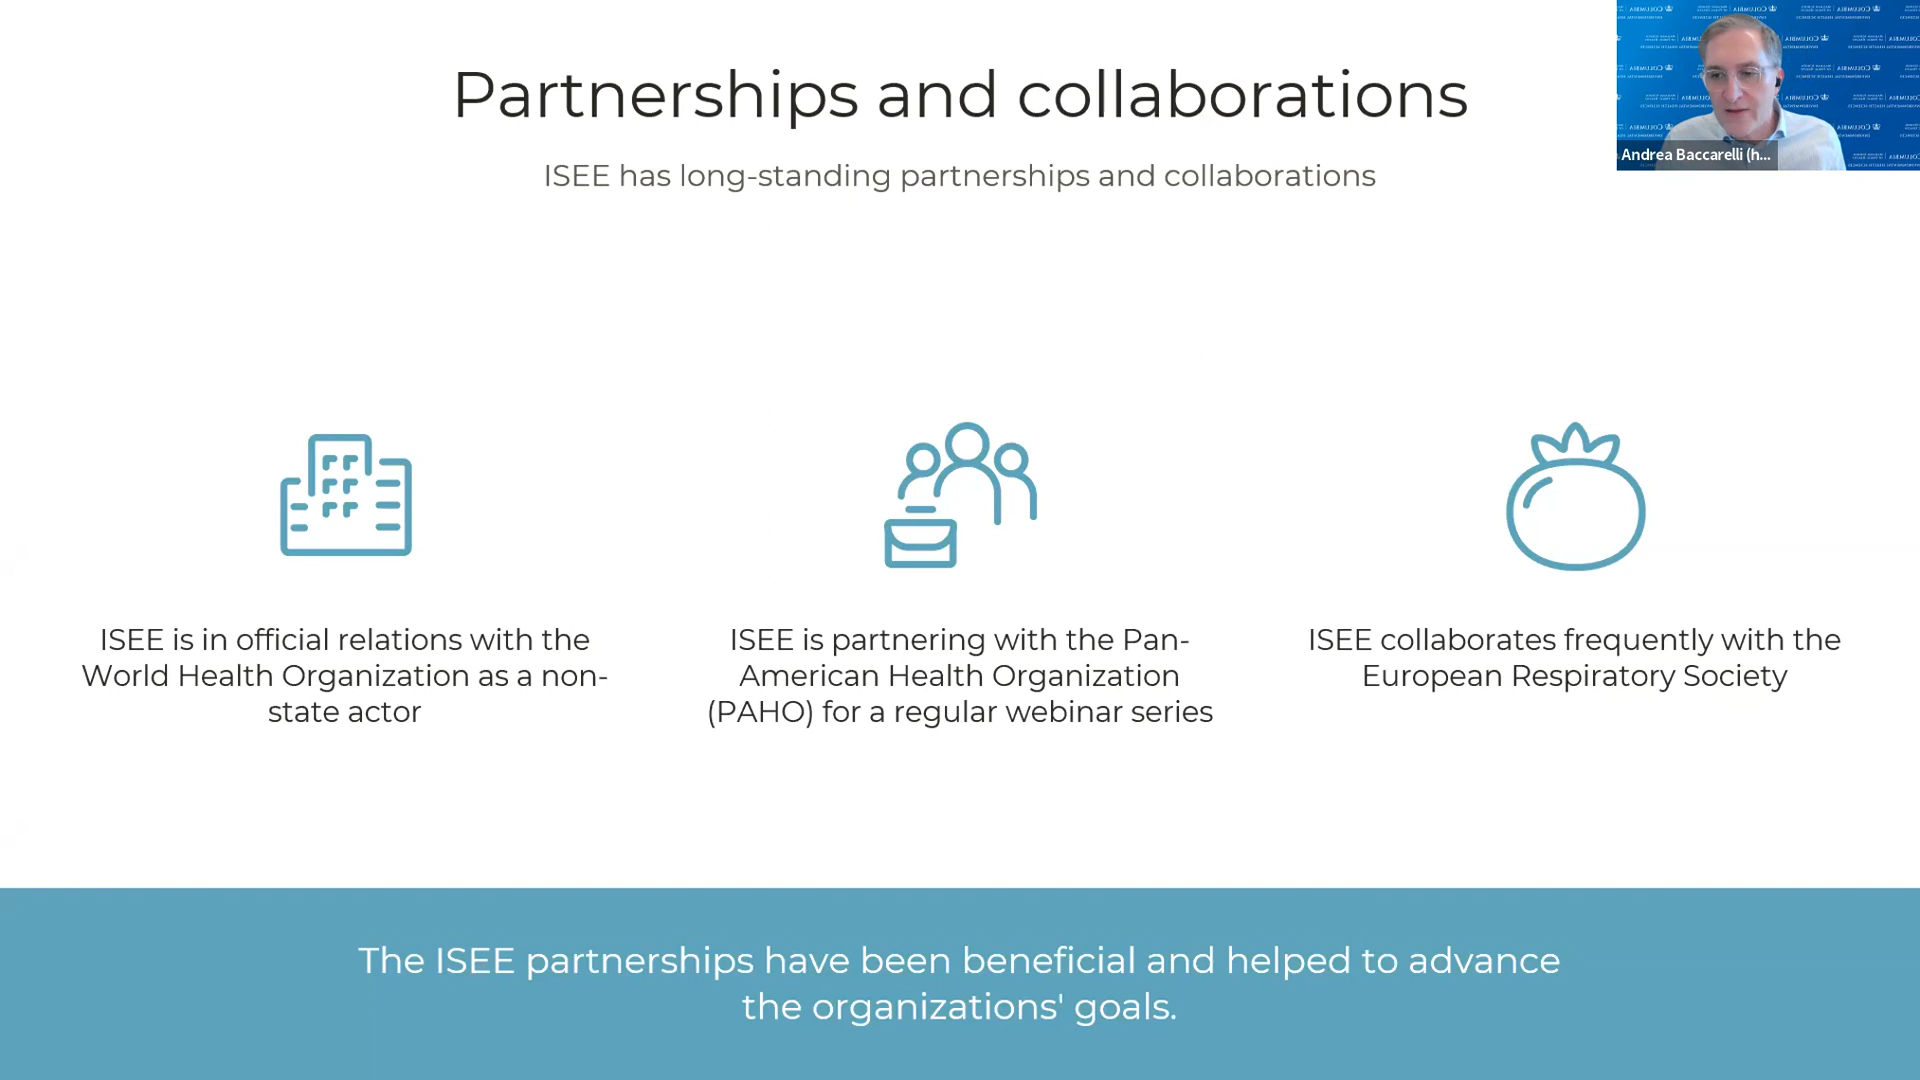 Partnerships and collaborations
ISEE has long-standing partnerships and collaborations
Andrea Baccarelli (h...
ISEE is in official relations with the
World Health Organization as a non-
state actor
ISEE is partnering with the Pan-
American Health Organization
(PAHO) for a regular webinar series
ISEE collaborates frequently with the
European Respiratory Society
The ISEE partnerships have been beneficial and helped to advance
the organizations' goals.